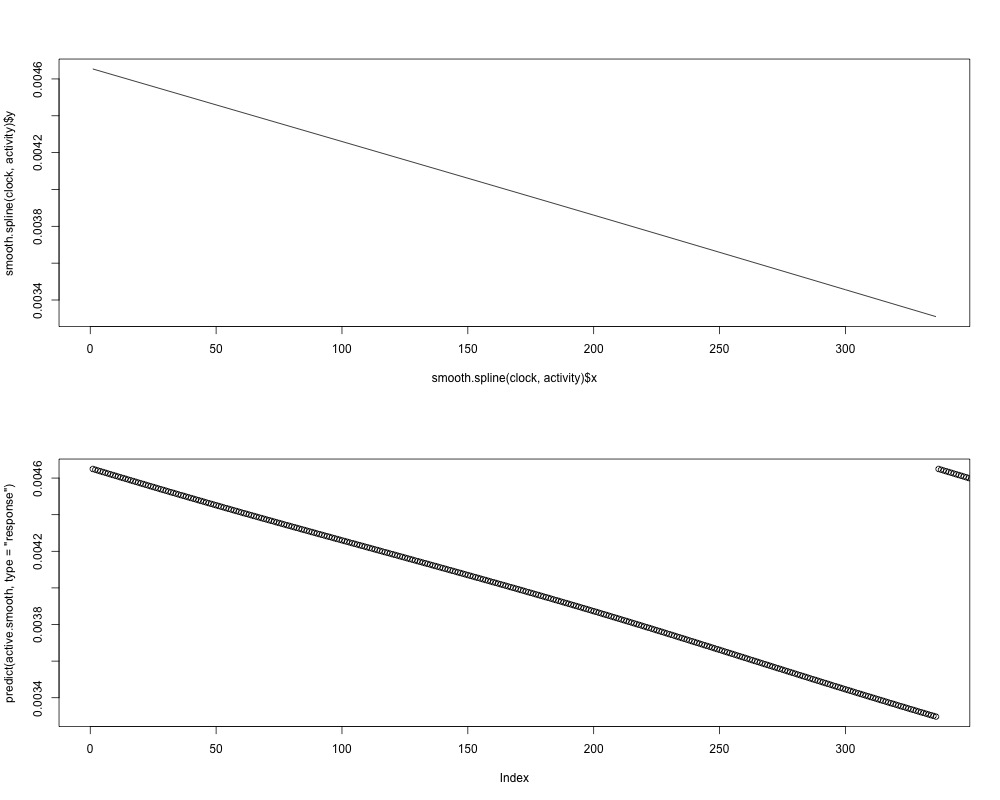 smooth.spline(clock, activity)$y
0.0046
0.0042
0.0038
0.0034
0 50 100 150 200 250 300
smooth.spline(clock, activity)$x
predict(active.smooth, type = "response")
0.0046
0.0042
0.0038
0.0034
0 50 100 150 200 250 300
Index